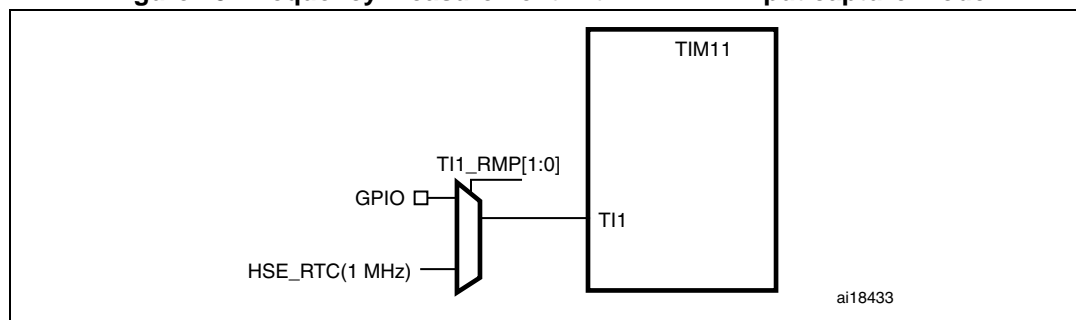 TIM11
TI1_RMP[1:0]
GPIO
TI1
HSE_RTC(1 MHz)
ai18433